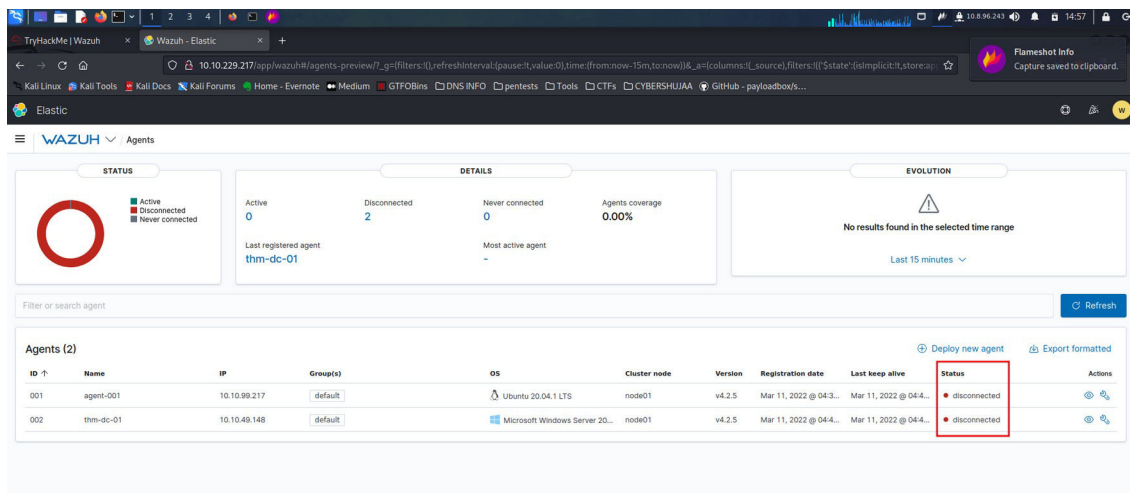 1 2 3 4
10.8.96.243 14:57
TryHackMe | Wazuh × Wazuh - Elastic × +
Flameshot Info
Capture saved to clipboard.
10.10.229.217/app/wazuh#/agents-preview/?_g=(filters:!(),refreshInterval:(pause:!t,value:0),time:(from:now-15m,to:now))&_a=(columns:!(_source),filters:!(('$state':(isImplicit:!t,store:ap
Kali Linux Kali Tools Kali Docs Kali Forums Home - Evernote Medium GTFOBins DNS INFO pentests Tools CTFs CYBERSHUJAA GitHub - payloadbox/s...
Elastic
W
WAZUH / Agents
STATUS
Active
Disconnected
Never connected
DETAILS
Active Disconnected Never connected Agents coverage
0 2 0 0.00%
Last registered agent Most active agent
thm-dc-01 -
EVOLUTION
No results found in the selected time range
Last 15 minutes
Filter or search agent
Refresh
Agents (2)
Deploy new agent Export formatted
ID Name IP Group(s) OS Cluster node Version Registration date Last keep alive Status Actions
001 agent-001 10.10.99.217 default Ubuntu 20.04.1 LTS node01 v4.2.5 Mar 11, 2022 @ 04:3... Mar 11, 2022 @ 04:4... disconnected
002 thm-dc-01 10.10.49.148 default Microsoft Windows Server 20... node01 v4.2.5 Mar 11, 2022 @ 04:4... Mar 11, 2022 @ 04:4... disconnected